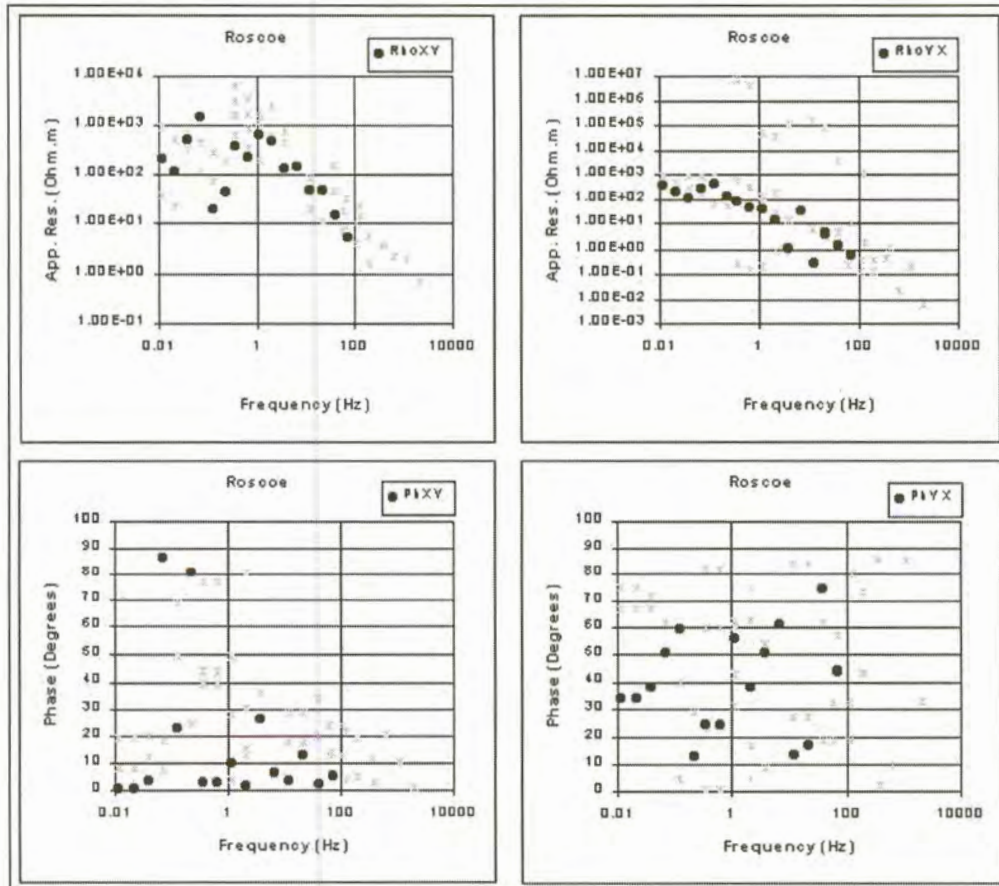 Roscoe
RhoXY
App. Res. (Ohm.m)
1.00E+04
1.00E+03
1.00E+02
1.00E+01
1.00E+00
1.00E-01
0.01 1 100 10000
Frequency (Hz)
Roscoe
RhoYX
App. Res. (Ohm.m)
1.00E+07
1.00E+06
1.00E+05
1.00E+04
1.00E+03
1.00E+02
1.00E+01
1.00E+00
1.00E-01
1.00E-02
1.00E-03
0.01 1 100 10000
Frequency (Hz)
Roscoe
PhXY
Phase (Degrees)
100
90
80
70
60
50
40
30
20
10
0
0.01 1 100 10000
Frequency (Hz)
Roscoe
PhYX
Phase (Degrees)
100
90
80
70
60
50
40
30
20
10
0
0.01 1 100 10000
Frequency (Hz)